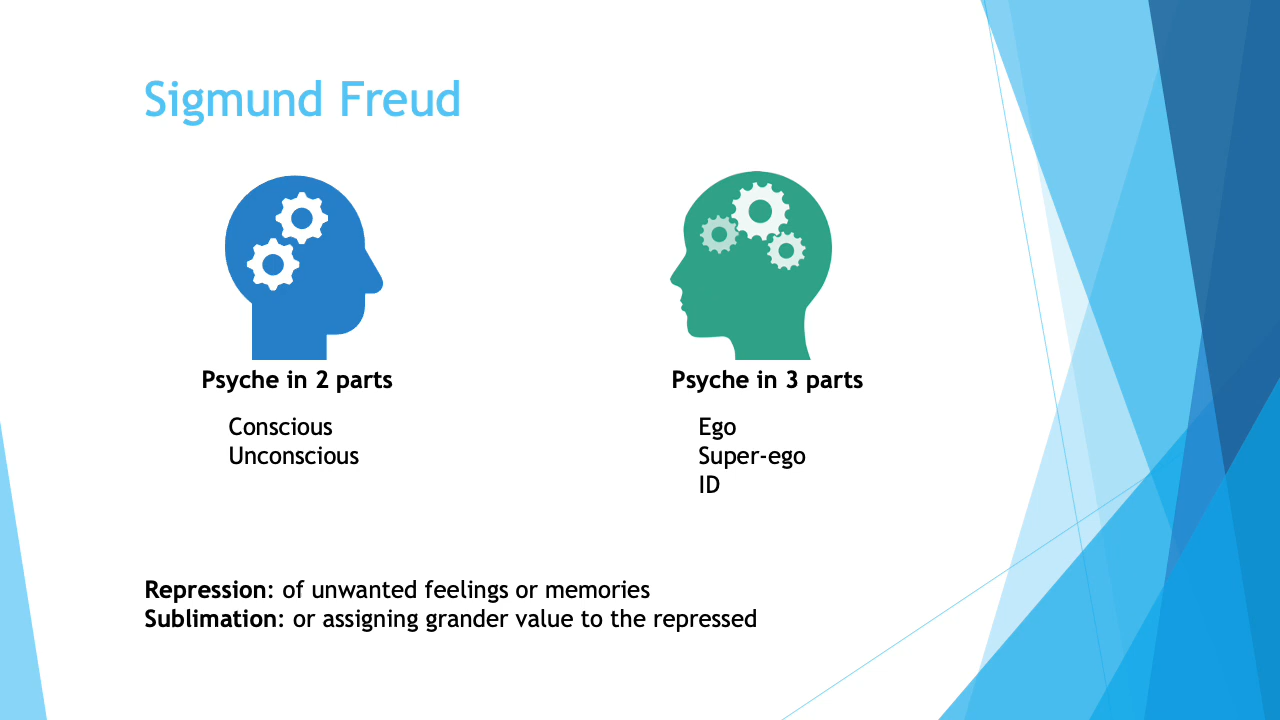 Sigmund Freud
Psyche in 2 parts
Conscious
Unconscious
Psyche in 3 parts
Ego
Super-ego
ID
Repression: of unwanted feelings or memories
Sublimation: or assigning grander value to the repressed